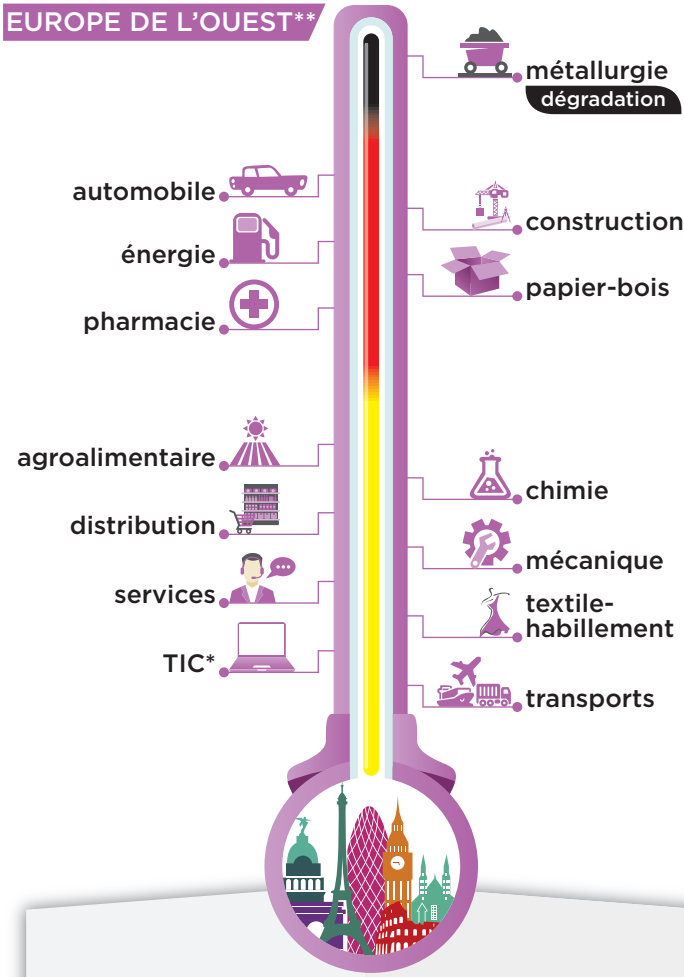 EUROPE DE L'OUEST**
métallurgie
dégradation
automobile
construction
énergie
papier-bois
pharmacie
agroalimentaire
chimie
distribution
mécanique
services
textile-
habillement
TIC*
transports